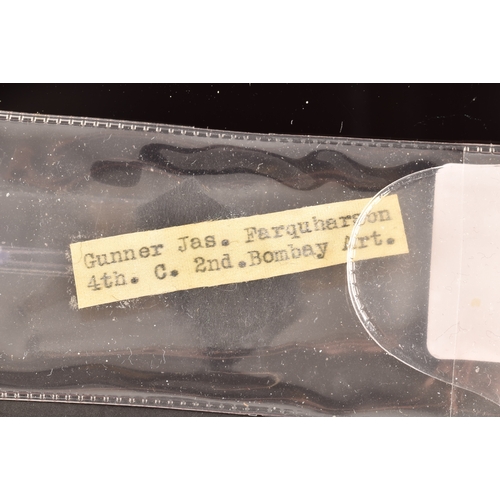 Gunner Jas. Farquharson
4th. C. 2nd.Bombay Art.